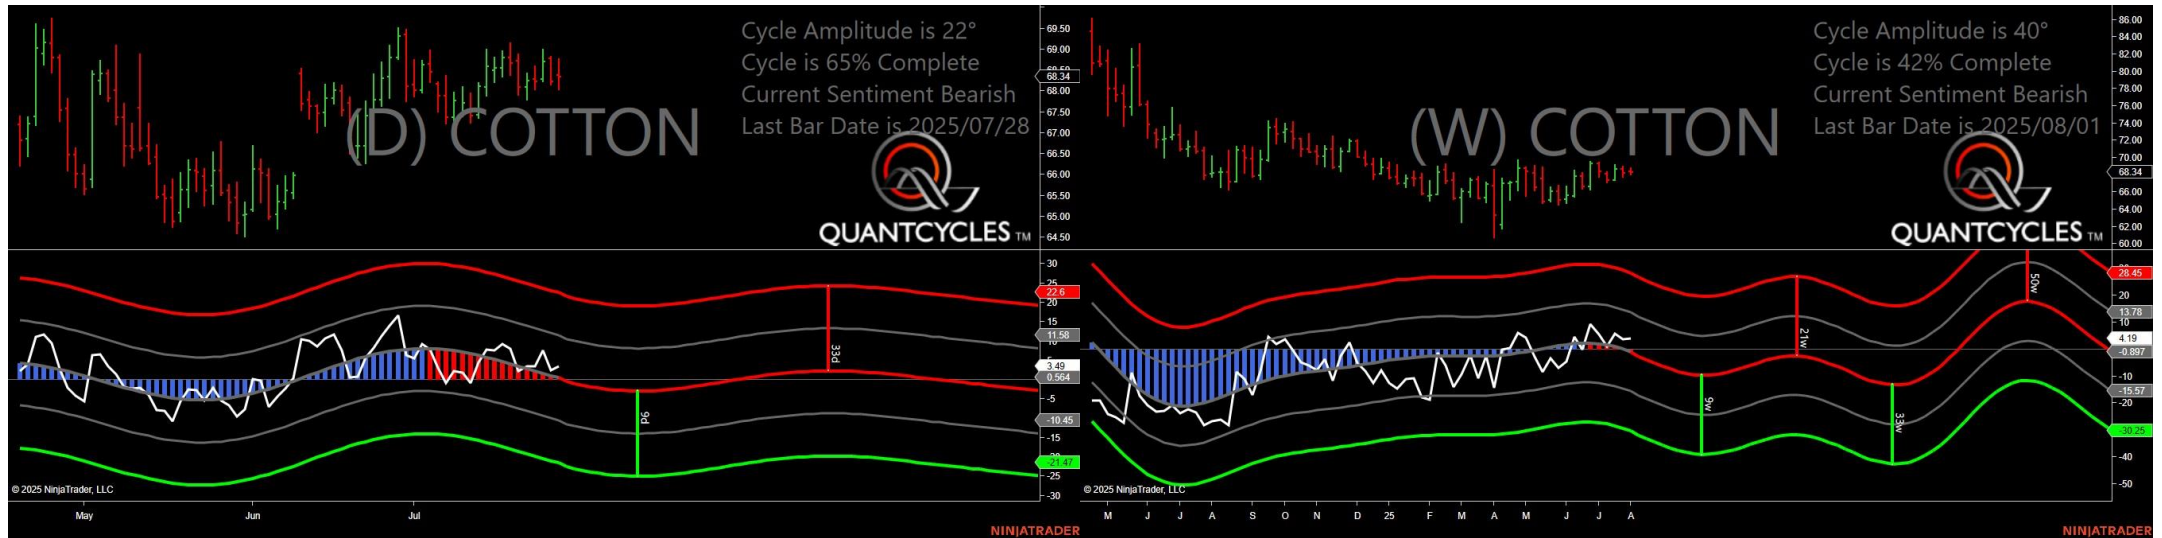 Cycle Amplitude is 22°
Cycle is 65% Complete
Current Sentiment Bearish
Last Bar Date is 2025/07/28
(D) COTTON
QUANTCYCLES TM
69.50
69.00
68.34
68.00
67.50
67.00
66.50
66.00
65.50
65.00
64.50
30
25
22.6
20
15
11.58
3.49
0.564
-5
-10.45
-15
-21.47
-25
-30
33d
9d
© 2025 NinjaTrader, LLC
May Jun Jul
NINJATRADER
Cycle Amplitude is 40°
Cycle is 42% Complete
Current Sentiment Bearish
Last Bar Date is 2025/08/01
(W) COTTON
QUANTCYCLES TM
86.00
84.00
82.00
80.00
78.00
76.00
74.00
72.00
70.00
68.34
66.00
64.00
62.00
60.00
28.45
20
13.78
10
4.19
-0.897
-10
-15.57
-20
-30.25
-40
-50
50w
21w
9w
33w
© 2025 NinjaTrader, LLC
M J J A S O N D 25 F M A M J J A
NINJATRADER